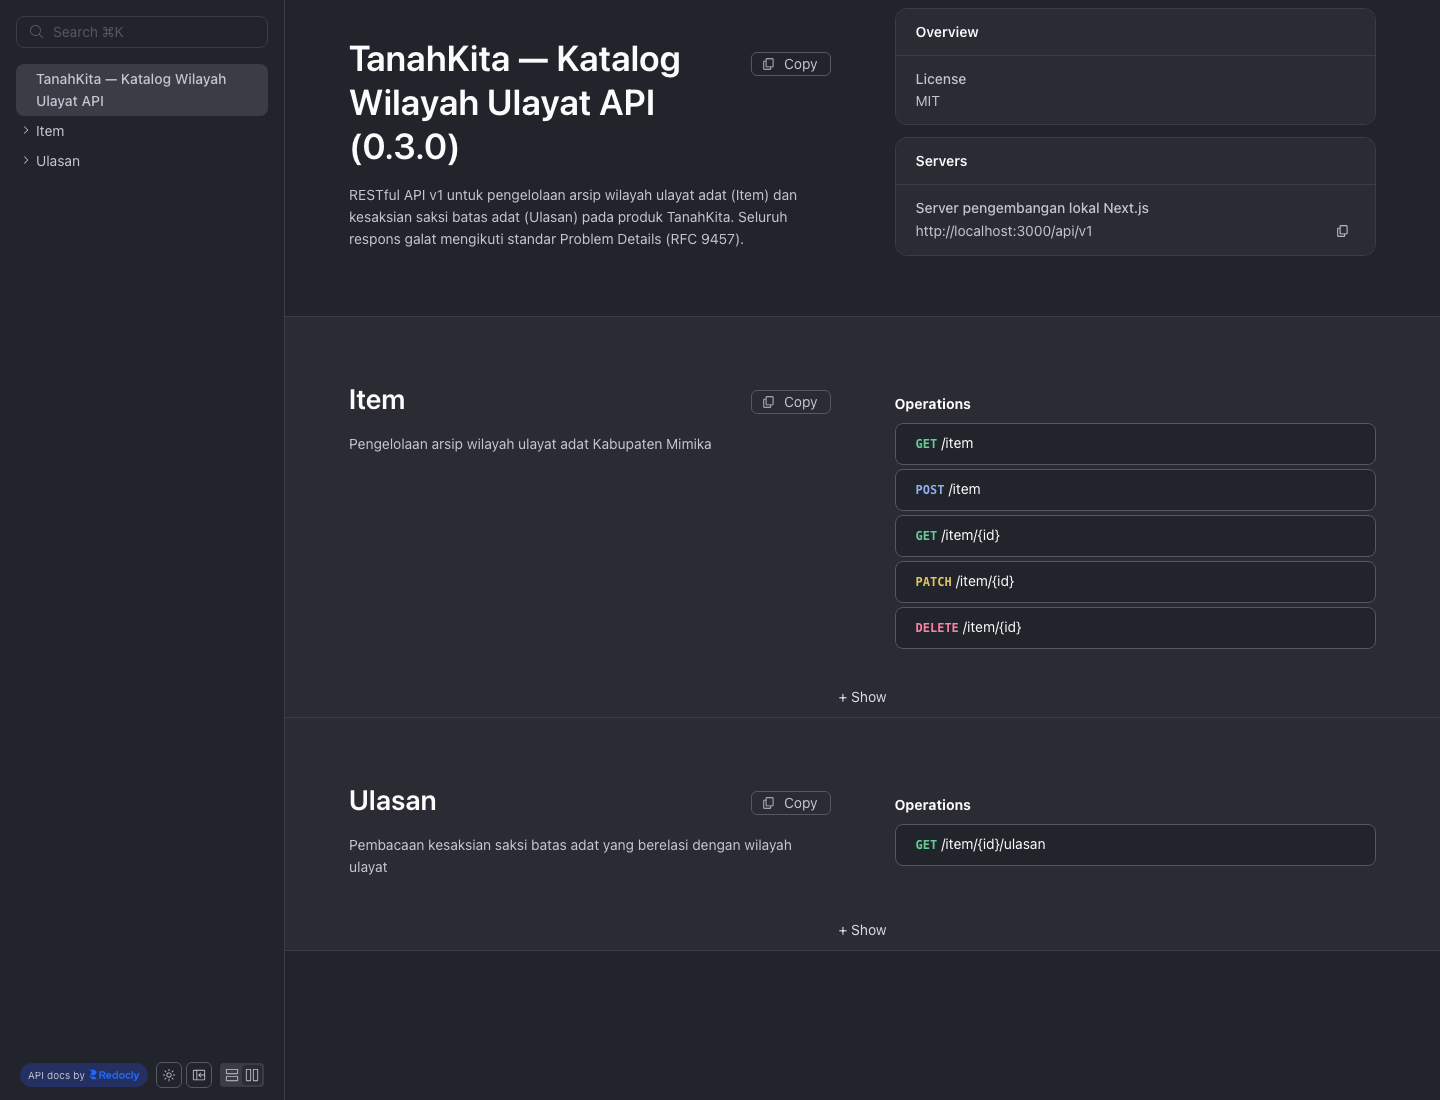 Search ⌘K
TanahKita — Katalog Wilayah
Ulayat API
Item
Ulasan
API docs by Redocly
TanahKita — Katalog
Wilayah Ulayat API
(0.3.0)
Copy
RESTful API v1 untuk pengelolaan arsip wilayah ulayat adat (Item) dan
kesaksian saksi batas adat (Ulasan) pada produk TanahKita. Seluruh
respons galat mengikuti standar Problem Details (RFC 9457).
Overview
License
MIT
Servers
Server pengembangan lokal Next.js
http://localhost:3000/api/v1
Item
Copy
Pengelolaan arsip wilayah ulayat adat Kabupaten Mimika
Operations
GET /item
POST /item
GET /item/{id}
PATCH /item/{id}
DELETE /item/{id}
+ Show
Ulasan
Copy
Pembacaan kesaksian saksi batas adat yang berelasi dengan wilayah
ulayat
Operations
GET /item/{id}/ulasan
+ Show